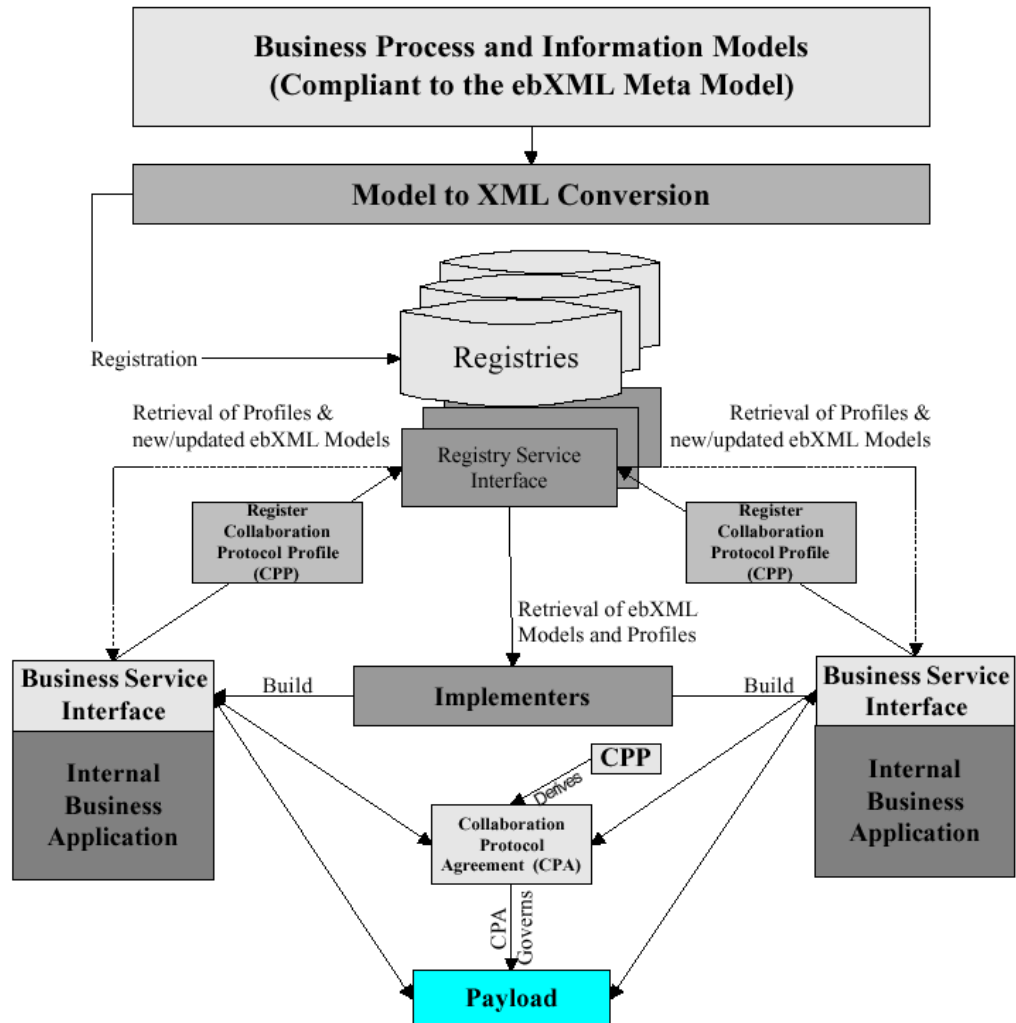 Business Process and Information Models
(Compliant to the ebXML Meta Model)
Model to XML Conversion
Registries
Registration
Retrieval of Profiles &
new/updated ebXML Models
Retrieval of Profiles &
new/updated ebXML Models
Registry Service
Interface
Register
Collaboration
Protocol Profile
(CPP)
Register
Collaboration
Protocol Profile
(CPP)
Retrieval of ebXML
Models and Profiles
Business Service
Interface
Build
Implementers
Build
Business Service
Interface
Internal
Business
Application
CPP
Derives
Internal
Business
Application
Collaboration
Protocol
Agreement (CPA)
CPA
Governs
Payload